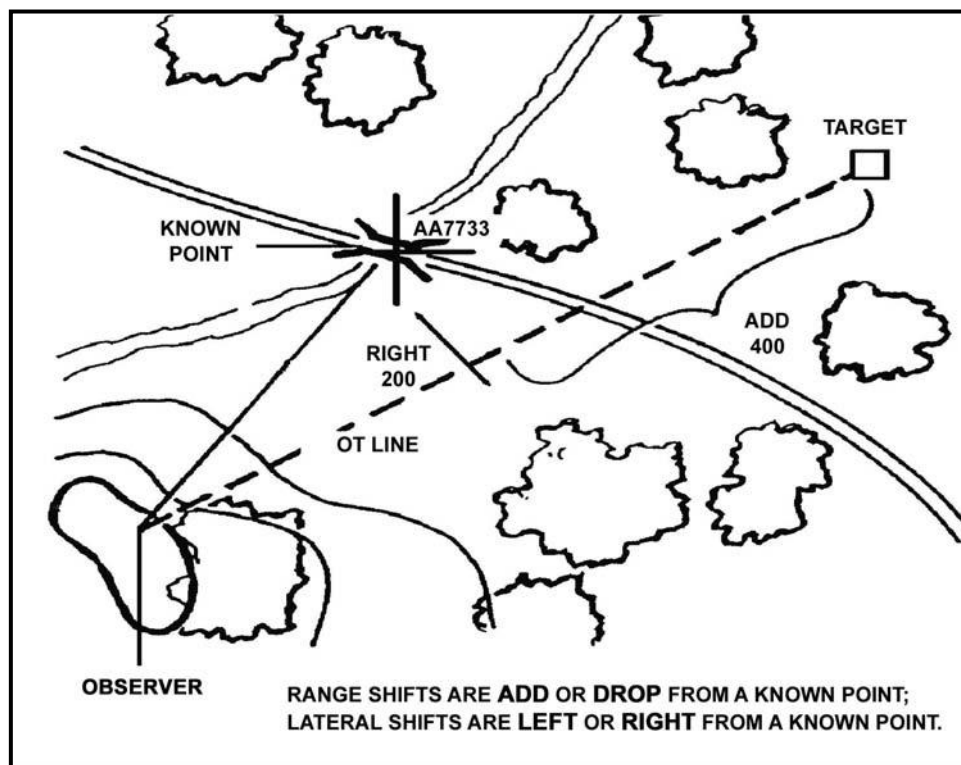 TARGET
AA7733
KNOWN
POINT
ADD
400
RIGHT
200
OT LINE
OBSERVER
RANGE SHIFTS ARE ADD OR DROP FROM A KNOWN POINT;
LATERAL SHIFTS ARE LEFT OR RIGHT FROM A KNOWN POINT.